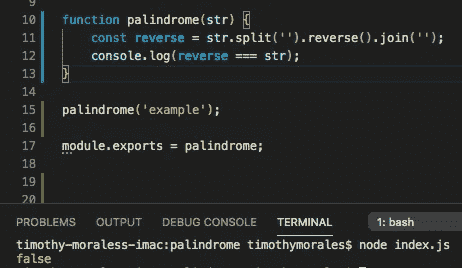 9
10 function palindrome(str) {
11 const reverse = str.split('').reverse().join('');
12 console.log(reverse === str);
13 }
14
15 palindrome('example');
16
17 module.exports = palindrome;
18
19
20
PROBLEMS OUTPUT DEBUG CONSOLE TERMINAL 1: bash
timothy-moraless-imac:palindrome timothymorales$ node index.js
false